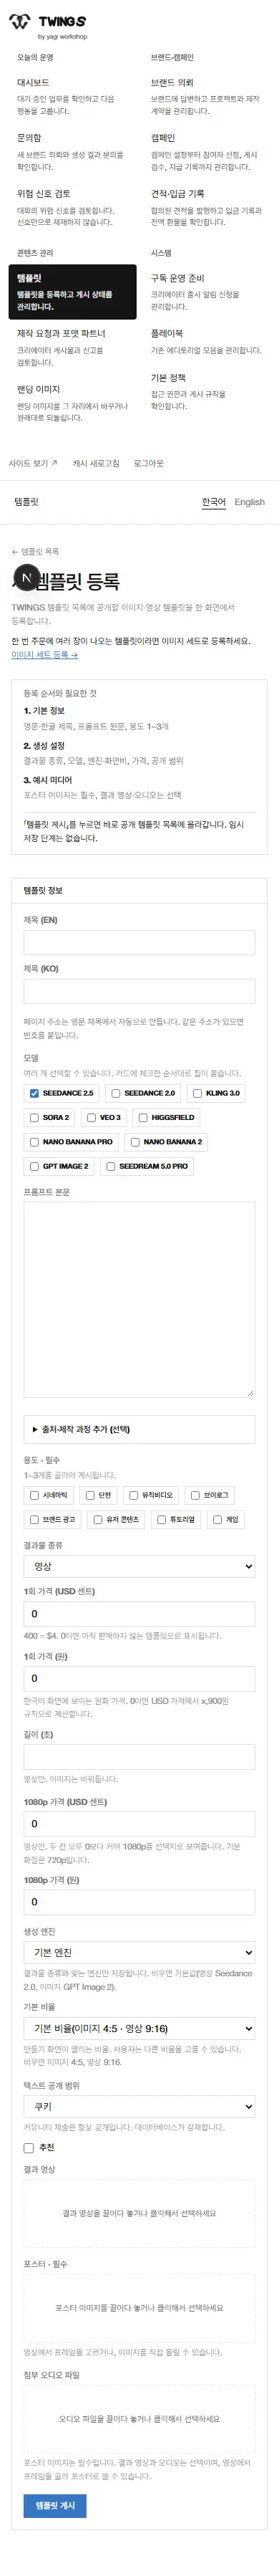 TWINGS
by yagi workshop
오늘의 운영
대시보드
대기 중인 업무를 확인하고 다음
행동을 고릅니다.
문의함
새 브랜드 의뢰와 생성 결과 문의를
확인합니다.
위험 신호 검토
대화의 위험 신호를 검토합니다.
신호만으로 제재하지 않습니다.
브랜드·캠페인
브랜드 의뢰
브랜드에 답변하고 프로젝트와 제작
계약을 관리합니다.
캠페인
캠페인 설정부터 참여자 선정, 게시
검수, 지급 기록까지 관리합니다.
견적·입금 기록
합의된 견적을 발행하고 입금 기록과
전액 환불을 확인합니다.
콘텐츠 관리
템플릿
템플릿을 등록하고 게시 상태를
관리합니다.
제작 요청과 포맷 파트너
크리에이터 게시물과 신고를
검토합니다.
랜딩 이미지
랜딩 이미지를 그 자리에서 바꾸거나
원래대로 되돌립니다.
시스템
구독 운영 준비
크리에이터 출시 알림 신청을
관리합니다.
플레이북
기존 에디토리얼 모음을 관리합니다.
기본 정책
접근 권한과 게시 규칙을
확인합니다.
사이트 보기 ↗ 캐시 새로고침 로그아웃
템플릿
한국어 English
← 템플릿 목록
N
템플릿 등록
TWINGS 템플릿 목록에 공개할 이미지·영상 템플릿을 한 화면에서
등록합니다.
한 번 주문에 여러 장이 나오는 템플릿이라면 이미지 세트로 등록하세요.
이미지 세트 등록 →
등록 순서와 필요한 것
1. 기본 정보
영문·한글 제목, 프롬프트 원문, 용도 1–3개
2. 생성 설정
결과물 종류, 모델, 엔진·화면비, 가격, 공개 범위
3. 예시 미디어
포스터 이미지는 필수, 결과 영상·오디오는 선택
「템플릿 게시」를 누르면 바로 공개 템플릿 목록에 올라갑니다. 임시
저장 단계는 없습니다.
템플릿 정보
제목 (EN)
제목 (KO)
페이지 주소는 영문 제목에서 자동으로 만듭니다. 같은 주소가 있으면
번호를 붙입니다.
모델
여러 개 선택할 수 있습니다. 카드에 체크한 순서대로 칩이 붙습니다.
SEEDANCE 2.5 SEEDANCE 2.0 KLING 3.0
SORA 2 VEO 3 HIGGSFIELD
NANO BANANA PRO NANO BANANA 2
GPT IMAGE 2 SEEDREAM 5.0 PRO
프롬프트 본문
▶ 출처·제작 과정 추가 (선택)
용도 · 필수
1–3개를 골라야 게시됩니다.
시네마틱 단편 뮤직비디오 브이로그
브랜드 광고 유저 콘텐츠 튜토리얼 게임
결과물 종류
영상
1회 가격 (USD 센트)
0
400 = $4. 0이면 아직 판매하지 않는 템플릿으로 표시됩니다.
1회 가격 (원)
0
한국어 화면에 보이는 원화 가격. 0이면 USD 가격에서 x,900원
규칙으로 계산합니다.
길이 (초)
영상만. 이미지는 비워둡니다.
1080p 가격 (USD 센트)
0
영상만. 두 칸 모두 0보다 커야 1080p를 선택지로 보여줍니다. 기본
화질은 720p입니다.
1080p 가격 (원)
0
생성 엔진
기본 엔진
결과물 종류와 맞는 엔진만 저장됩니다. 비우면 기본값(영상 Seedance
2.0, 이미지 GPT Image 2).
기본 비율
기본 비율(이미지 4:5 · 영상 9:16)
만들기 화면이 열리는 비율. 사용자는 다른 비율을 고를 수 있습니다.
비우면 이미지 4:5, 영상 9:16.
텍스트 공개 범위
쿠키
커뮤니티 제출은 항상 공개입니다. 데이터베이스가 강제합니다.
추천
결과 영상
결과 영상을 끌어다 놓거나 클릭해서 선택하세요
포스터 · 필수
포스터 이미지를 끌어다 놓거나 클릭해서 선택하세요
영상에서 프레임을 고르거나, 이미지를 직접 올릴 수 있습니다.
첨부 오디오 파일
오디오 파일을 끌어다 놓거나 클릭해서 선택하세요
포스터 이미지는 필수입니다. 결과 영상과 오디오는 선택이며, 영상에서
프레임을 골라 포스터로 쓸 수 있습니다.
템플릿 게시